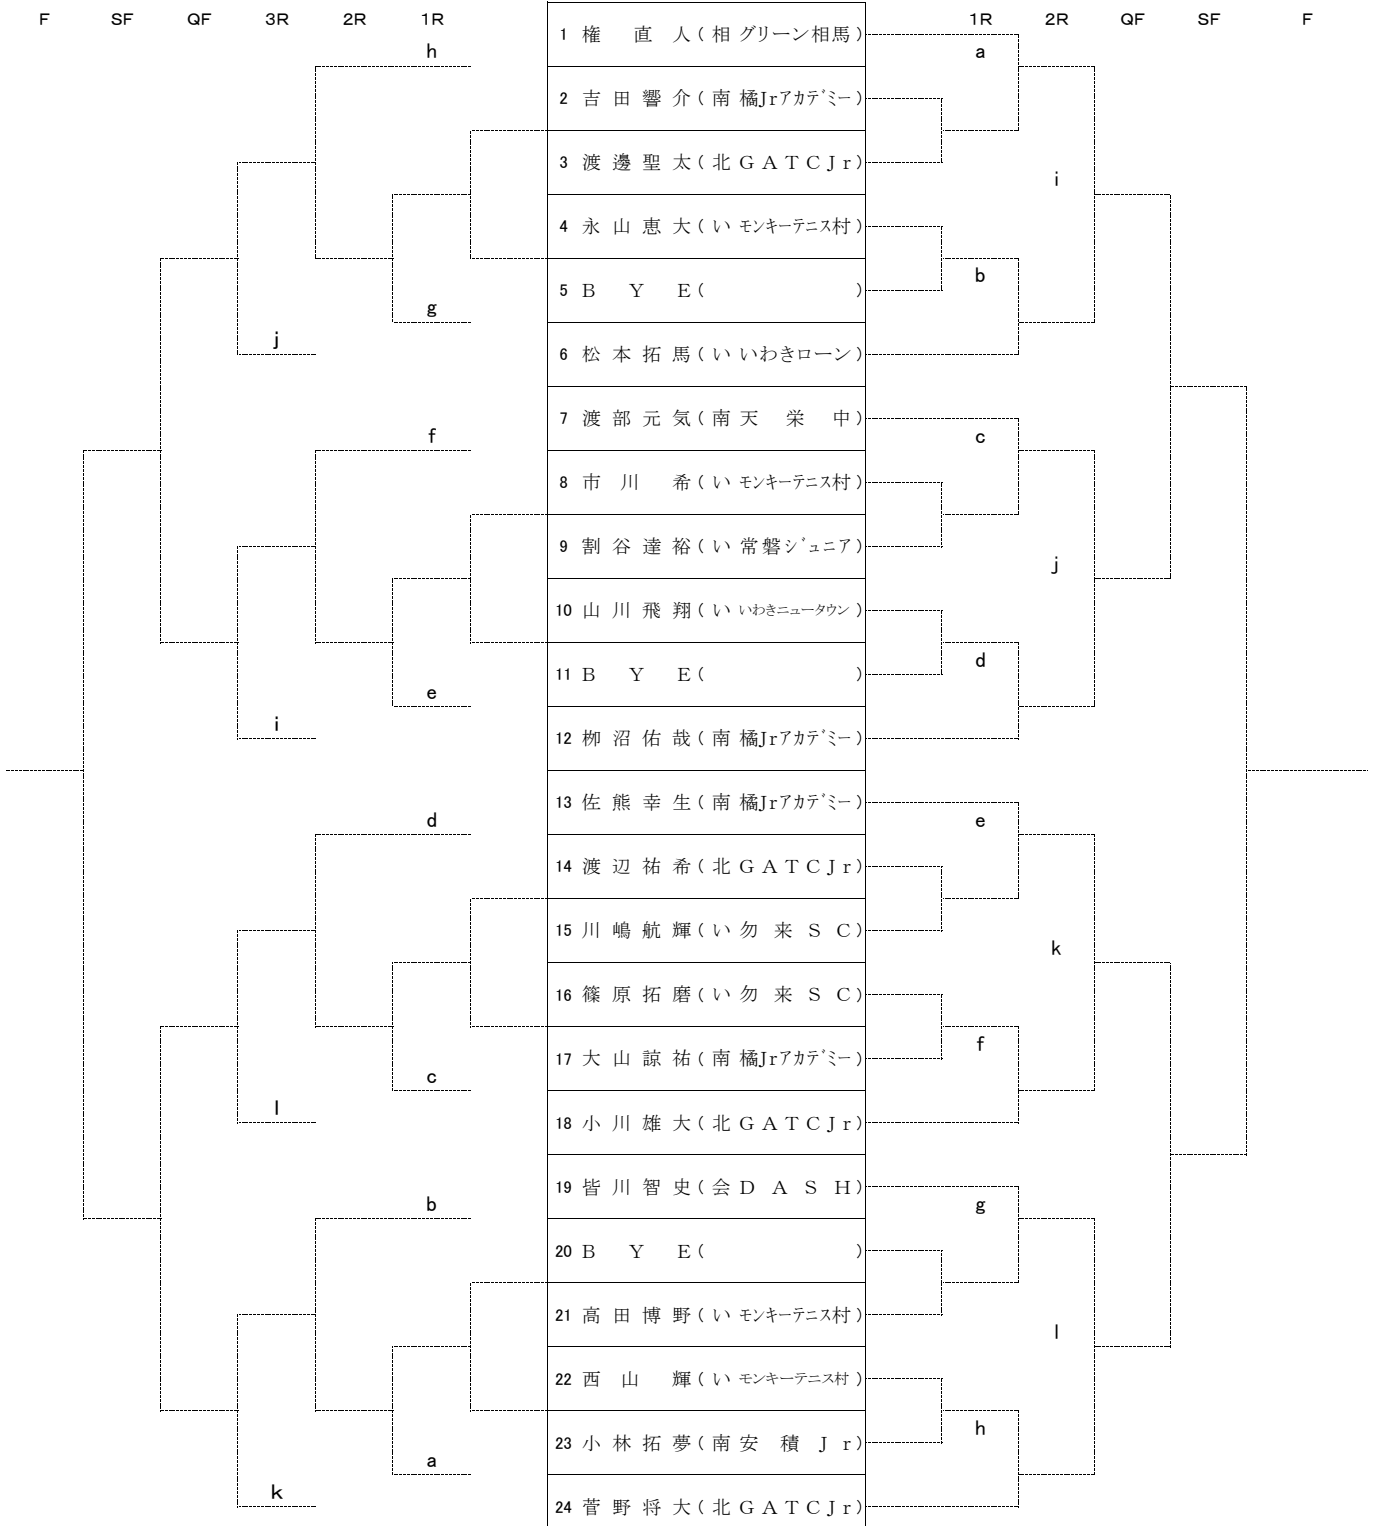 F SF QF 3R 2R 1R 1R 2R QF SF F
1 権 直 人 ( 相 グリーン相馬 )
h a
2 吉 田 響 介 ( 南 橘Jrアカデミー )
3 渡 邊 聖 太 ( 北 G A T C J r )
i
4 永 山 恵 大 ( い モンキーテニス村 )
b
5 B Y E ( )
g
j
6 松 本 拓 馬 ( い いわきローン )
7 渡 部 元 気 ( 南 天 栄 中 )
f c
8 市 川 希 ( い モンキーテニス村 )
9 割 谷 達 裕 ( い 常磐ジュニア )
j
10 山 川 飛 翔 ( い いわきニュータウン )
d
11 B Y E ( )
e
i
12 栁 沼 佑 哉 ( 南 橘Jrアカデミー )
13 佐 熊 幸 生 ( 南 橘Jrアカデミー )
d e
14 渡 辺 祐 希 ( 北 G A T C J r )
15 川 嶋 航 輝 ( い 勿 来 S C )
k
16 篠 原 拓 磨 ( い 勿 来 S C )
f
17 大 山 諒 祐 ( 南 橘Jrアカデミー )
c
l
18 小 川 雄 大 ( 北 G A T C J r )
19 皆 川 智 史 ( 会 D A S H )
b g
20 B Y E ( )
21 高 田 博 野 ( い モンキーテニス村 )
l
22 西 山 輝 ( い モンキーテニス村 )
h
23 小 林 拓 夢 ( 南 安 積 J r )
a
k
24 菅 野 将 大 ( 北 G A T C J r )